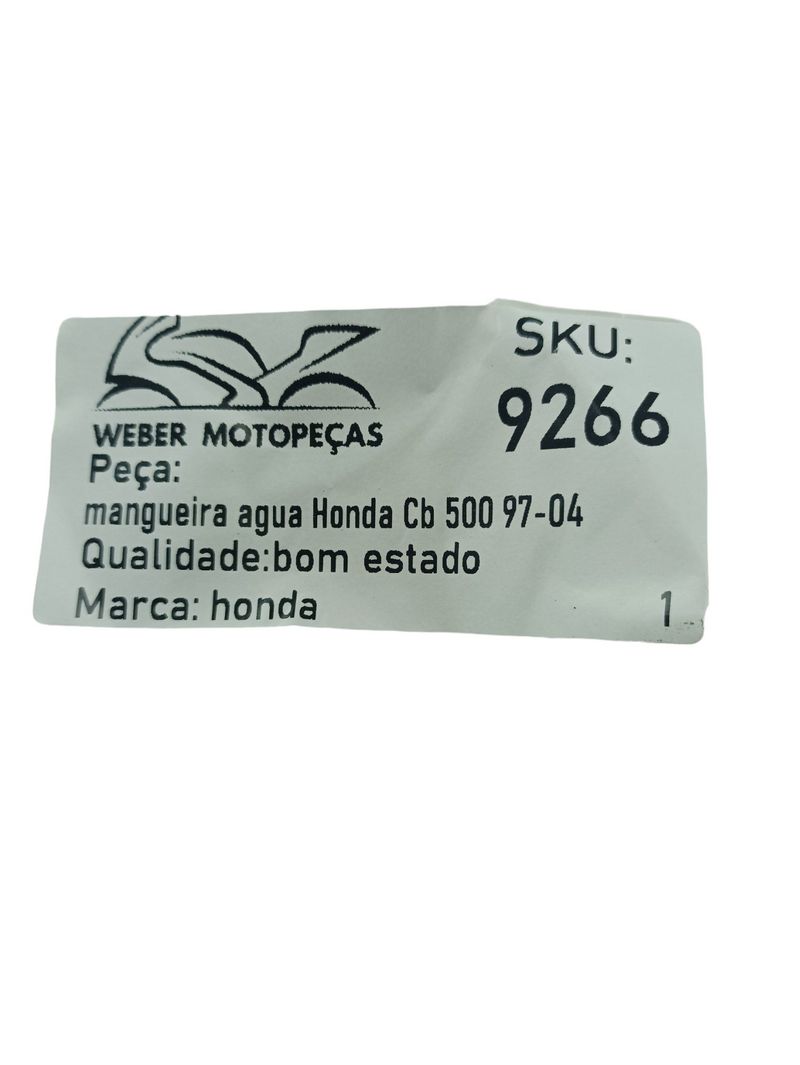 SKU:
9266
WEBER MOTOPEÇAS
Peça:
mangueira agua Honda Cb 500 97-04
Qualidade:bom estado
Marca: honda
1